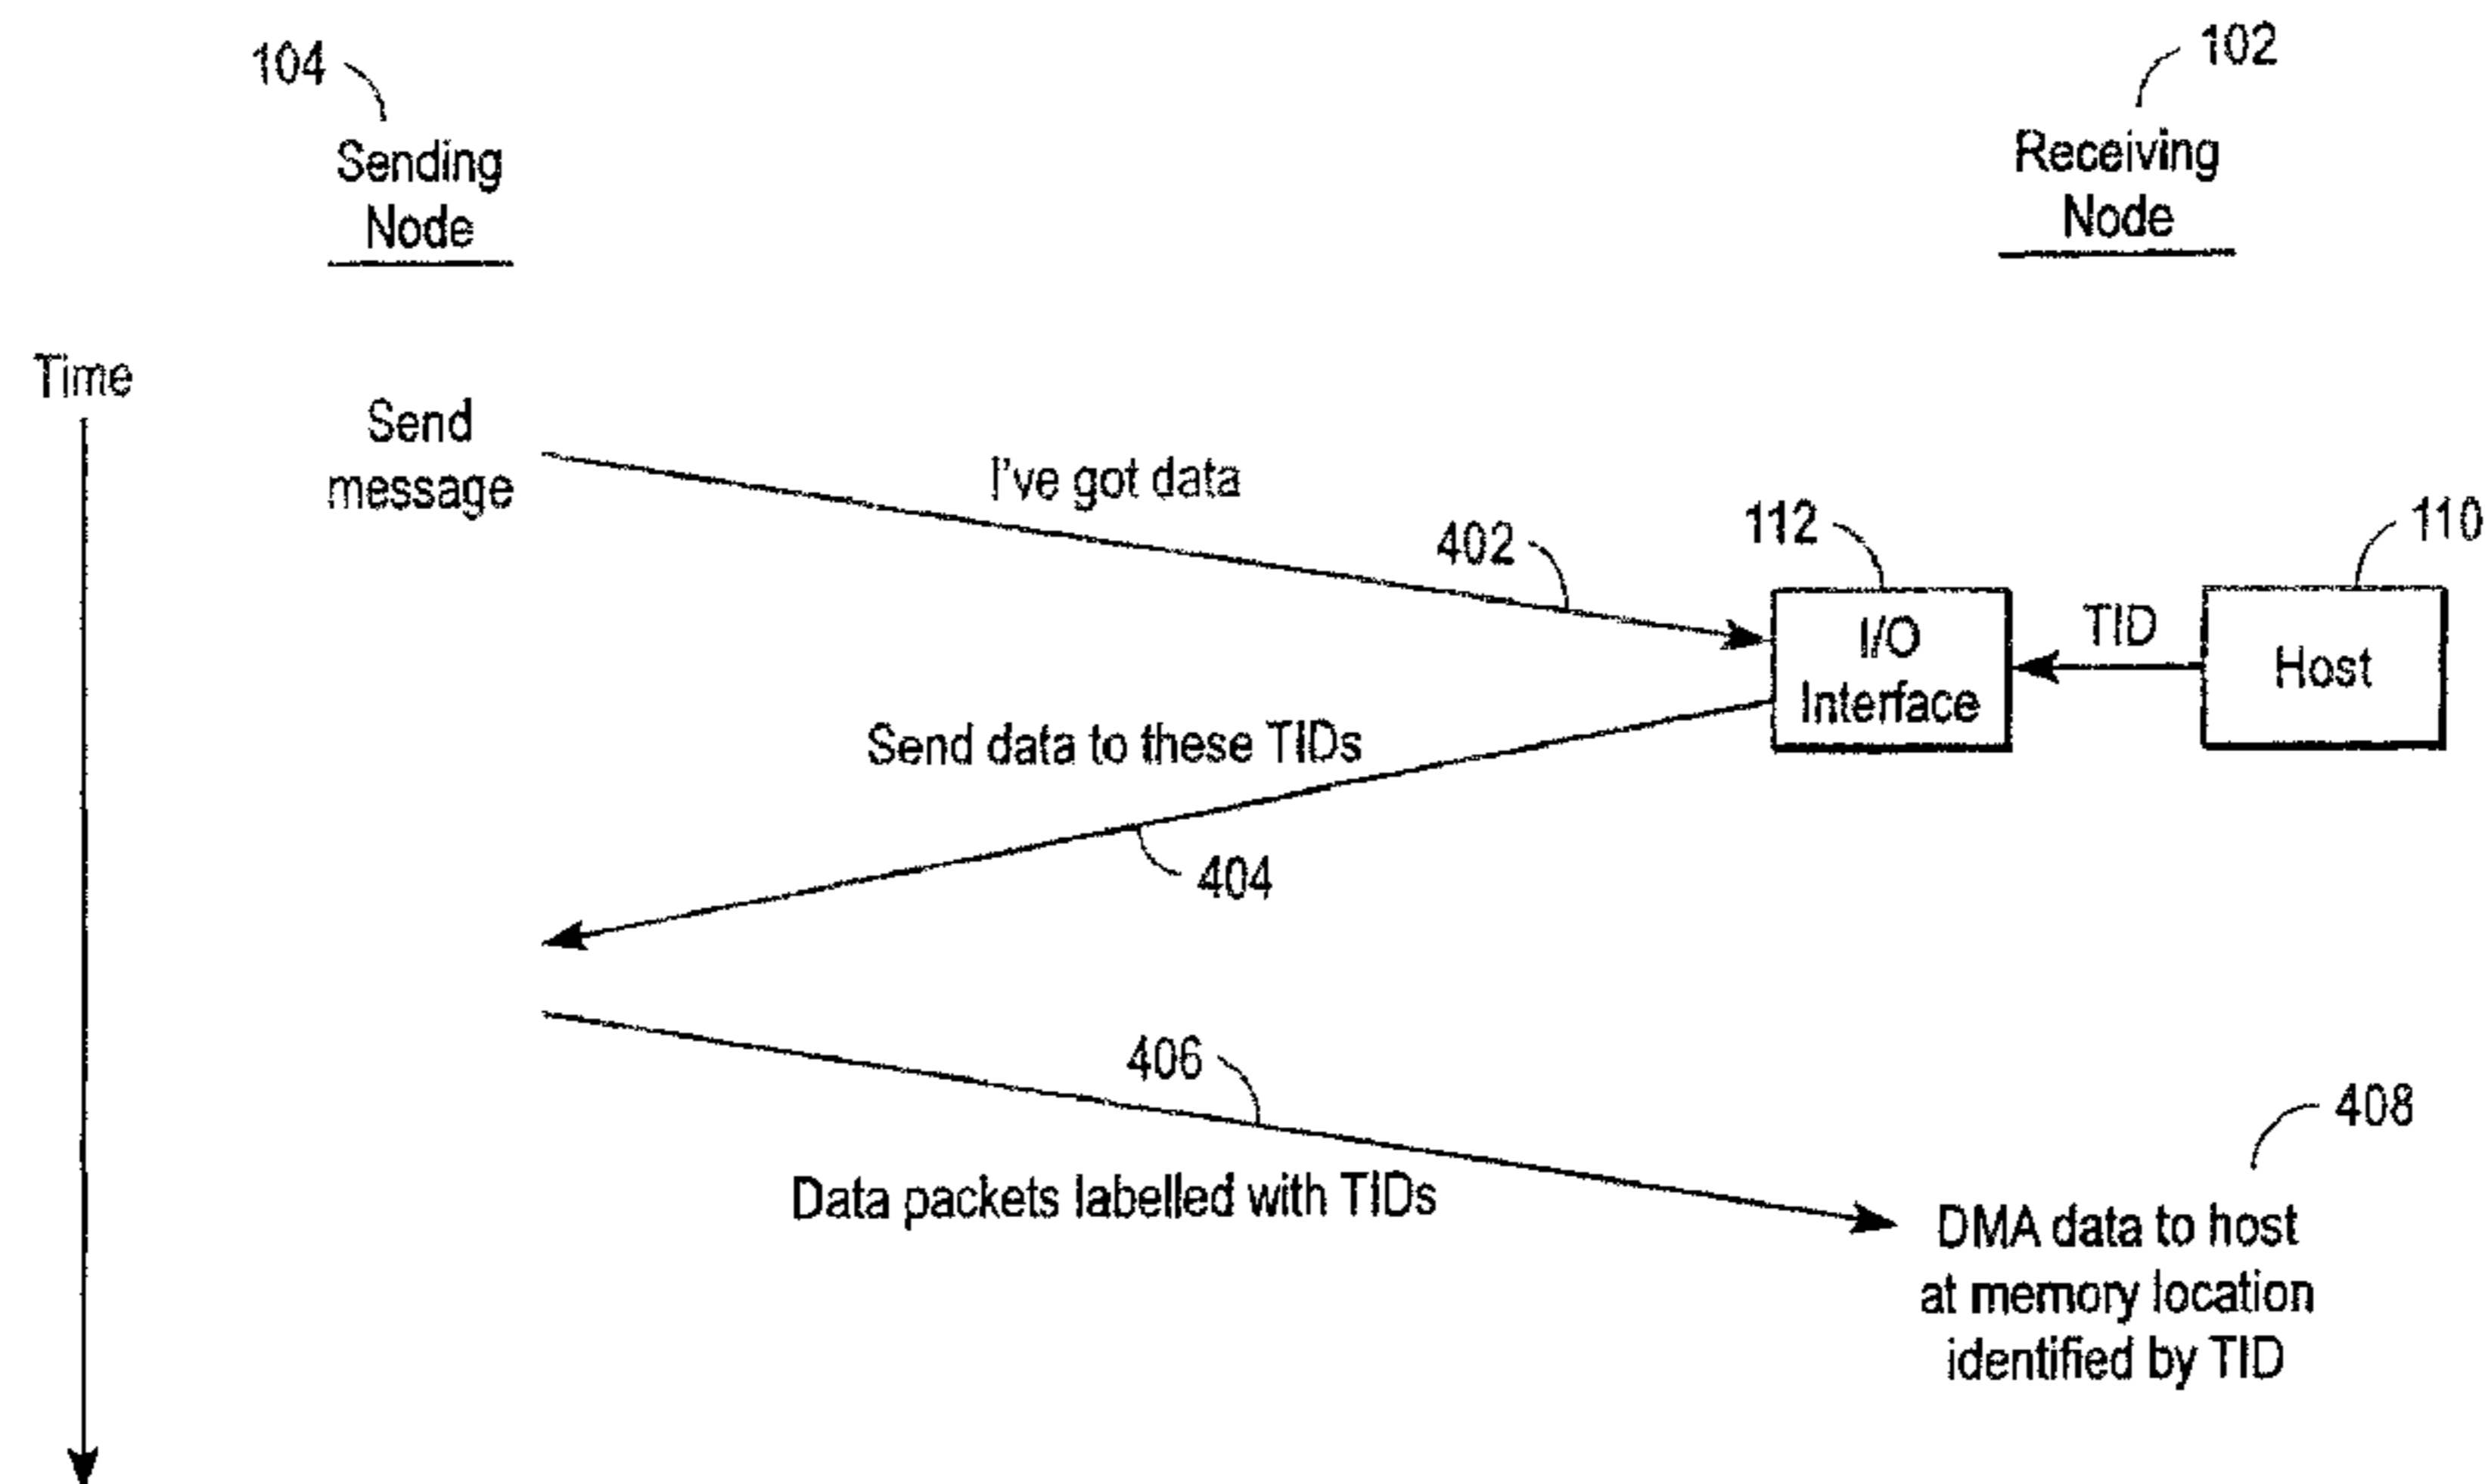 104
102
Sending
Node
Receiving
Node
Time
Send
message
I've got data
402
112
110
I/O
Interface
TID
Host
Send data to these TIDs
404
406
408
Data packets labelled with TIDs
DMA data to host
at memory location
identified by TID